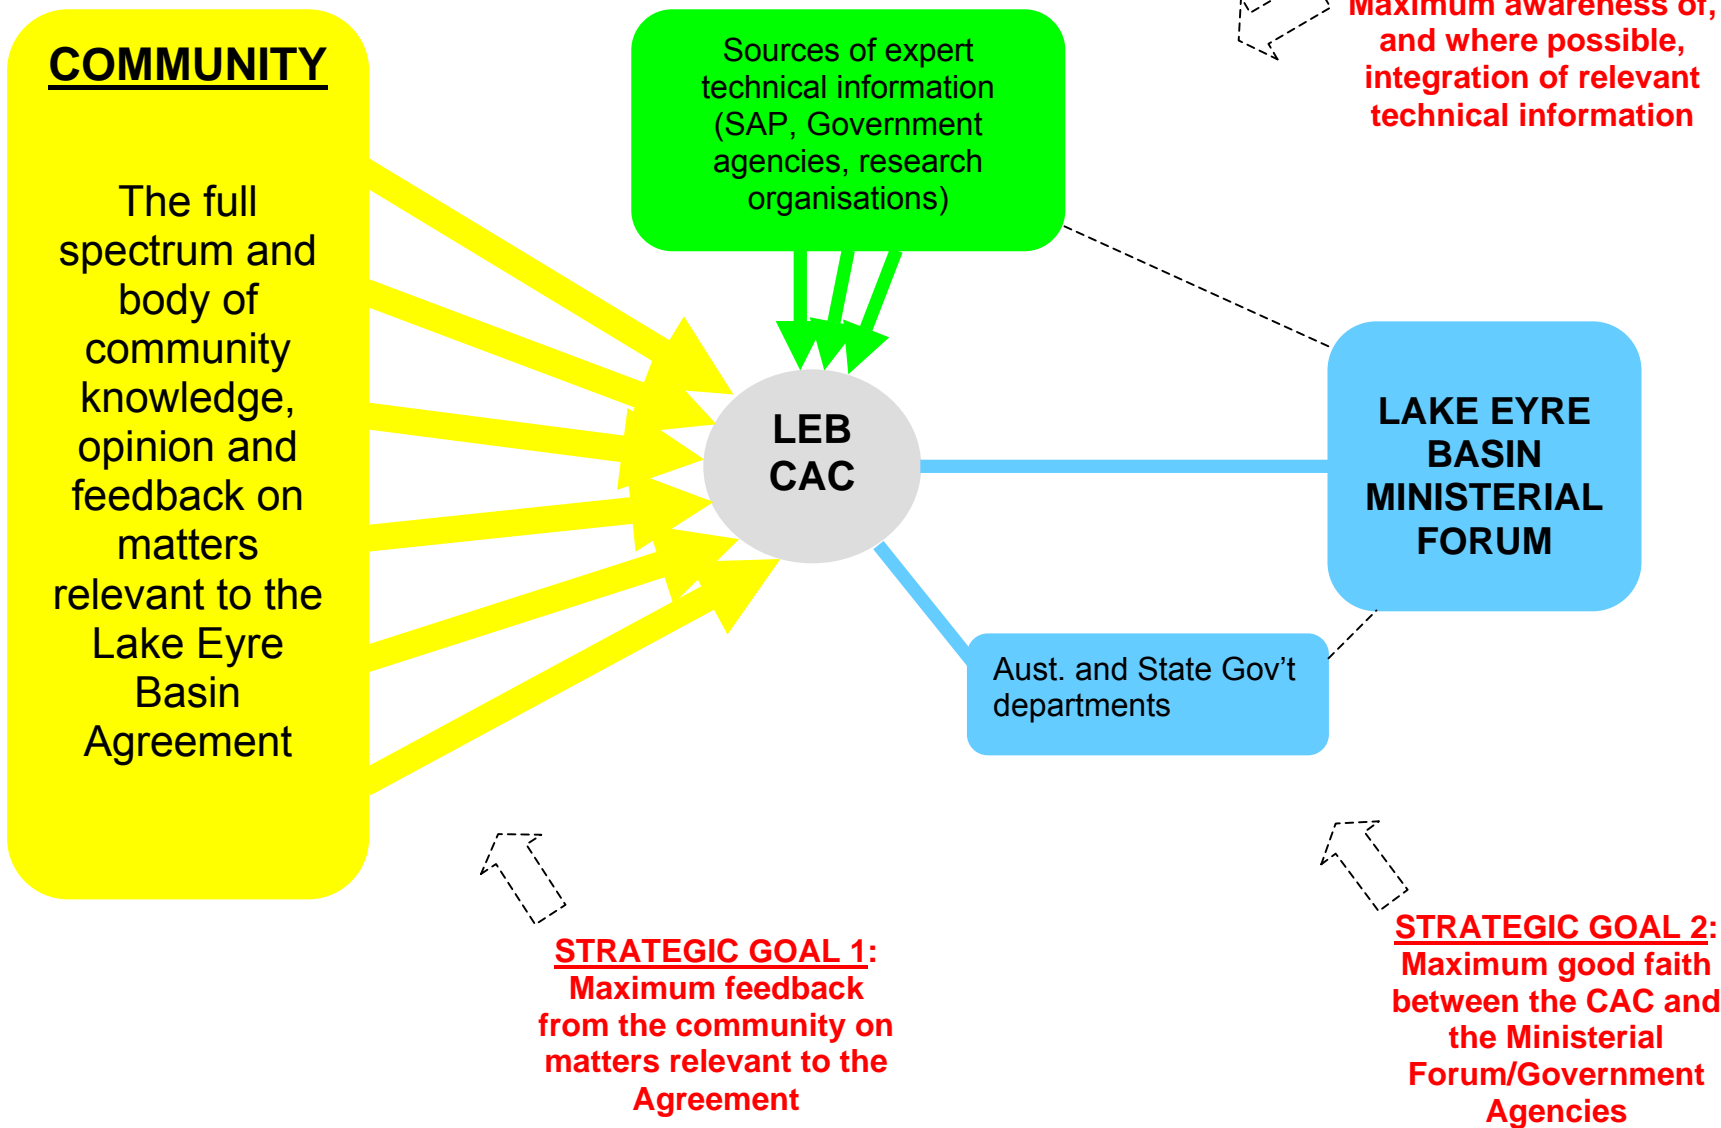 COMMUNITY
The full
spectrum and
body of
community
knowledge,
opinion and
feedback on
matters
relevant to the
Lake Eyre
Basin
Agreement
Sources of expert
technical information
(SAP, Government
agencies, research
organisations)
Maximum awareness of,
and where possible,
integration of relevant
technical information
LEB
CAC
LAKE EYRE
BASIN
MINISTERIAL
FORUM
Aust. and State Gov’t
departments
STRATEGIC GOAL 1:
Maximum feedback
from the community on
matters relevant to the
Agreement
STRATEGIC GOAL 2:
Maximum good faith
between the CAC and
the Ministerial
Forum/Government
Agencies